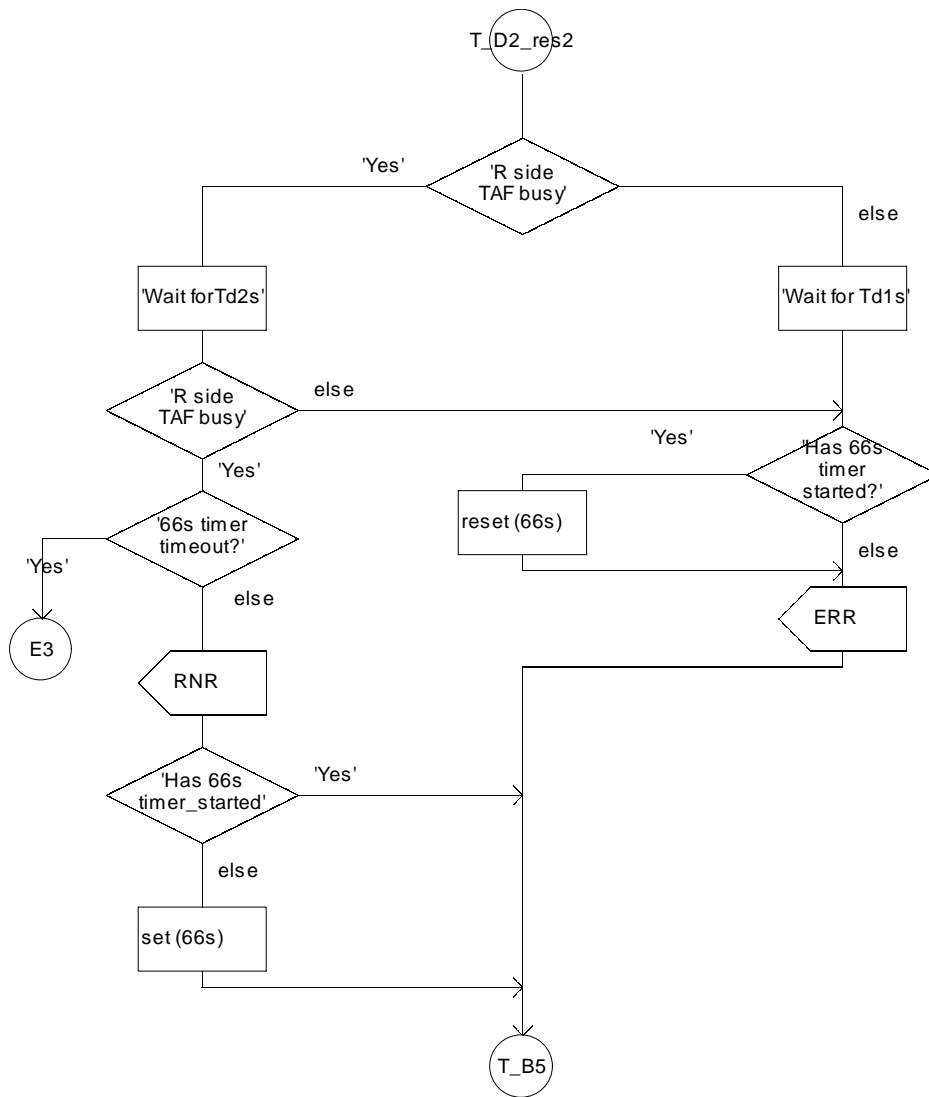 T_D2_res2
'Yes'
'R side
TAF busy'
else
'Wait forTd2s'
'Wait for Td1s'
'R side
TAF busy'
else
'Yes'
'Yes'
'Has 66s
timer
started?'
'66s timer
timeout?'
reset (66s)
else
'Yes'
else
E3
ERR
RNR
'Has 66s
timer_started'
'Yes'
else
set (66s)
T_B5